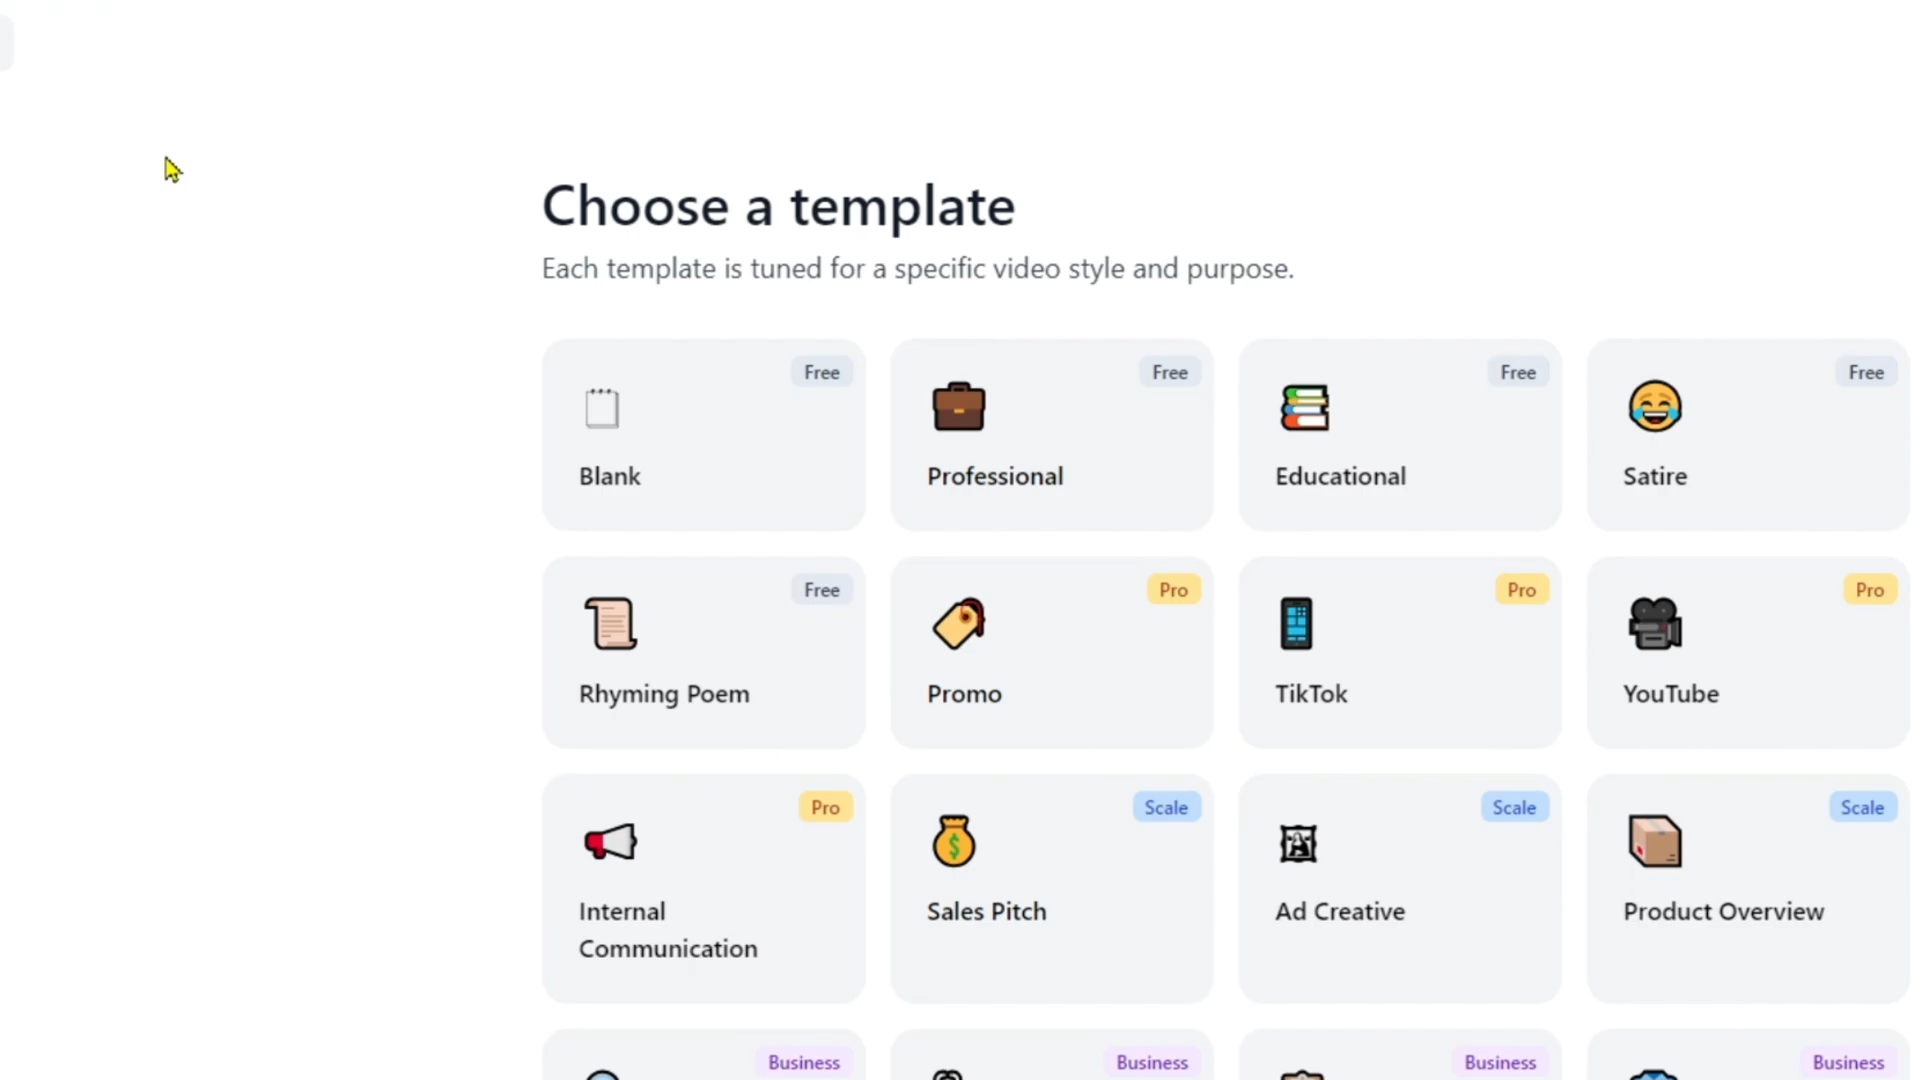 Choose a template
Each template is tuned for a specific video style and purpose.
Free
Blank
Free
Professional
Free
Educational
Free
Satire
Free
Rhyming Poem
Pro
Promo
Pro
TikTok
Pro
YouTube
Pro
Internal
Communication
Scale
Sales Pitch
Scale
Ad Creative
Scale
Product Overview
Business
Business
Business
Business